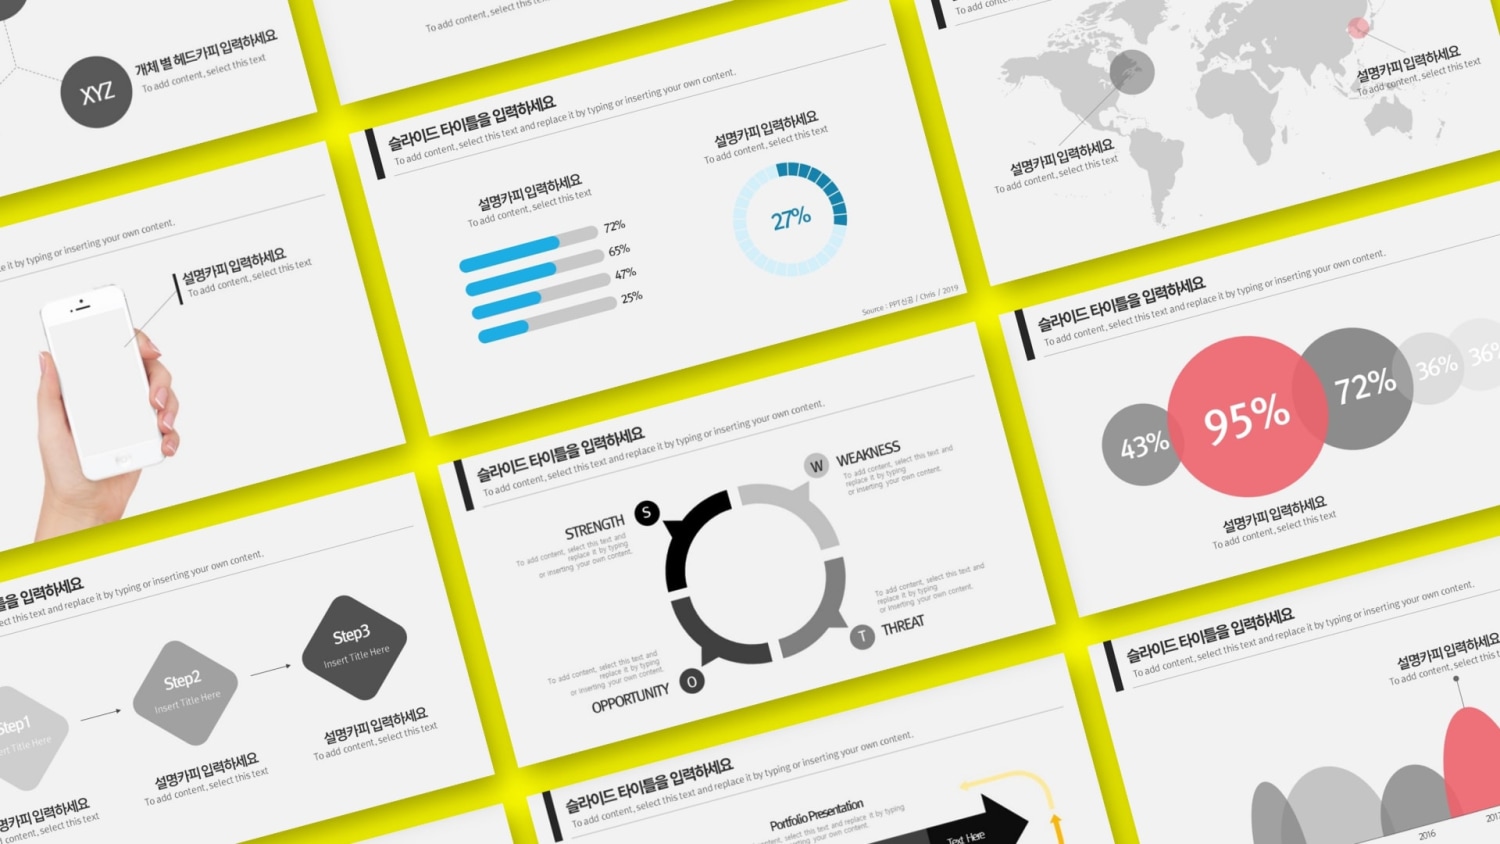 XYZ
개체 별 헤드카피 입력하세요
To add content, select this text
To add content, select this text
설명카피 입력하세요
To add content, select this text
설명카피 입력하세요
To add content, select this text
e it by typing or inserting your own content.
설명카피 입력하세요
To add content, select this text
슬라이드 타이틀을 입력하세요
To add content, select this text and replace it by typing or inserting your own content.
설명카피 입력하세요
To add content, select this text
72%
65%
47%
25%
설명카피 입력하세요
To add content, select this text
27%
Source : PPT신공 / Chris / 2019
슬라이드 타이틀을 입력하세요
To add content, select this text and replace it by typing or inserting your own content.
43%
95%
72%
36%
36%
설명카피 입력하세요
To add content, select this text
슬라이드 타이틀을 입력하세요
To add content, select this text and replace it by typing or inserting your own content.
S
STRENGTH
To add content, select this text and
replace it by typing
or inserting your own content.
W
WEAKNESS
To add content, select this text and
replace it by typing
or inserting your own content.
To add content, select this text and
replace it by typing
or inserting your own content.
O
OPPORTUNITY
To add content, select this text and
replace it by typing
or inserting your own content.
T
THREAT
을 입력하세요
ct this text and replace it by typing or inserting your own content.
Step1
Insert Title Here
Step2
Insert Title Here
Step3
Insert Title Here
명카피 입력하세요
content, select this text
설명카피 입력하세요
To add content, select this text
설명카피 입력하세요
To add content, select this text
슬라이드 타이틀을 입력하세요
To add content, select this text and replace it by typing or inserting your own content.
Portfolio Presentation
content, select this text and replace it by typing
or inserting your own content.
Text Here
슬라이드 타이틀을 입력하세요
To add content, select this text and replace it by typing or inserting your own content.
설명카피 입력하세요
To add content, select this t
2016
201